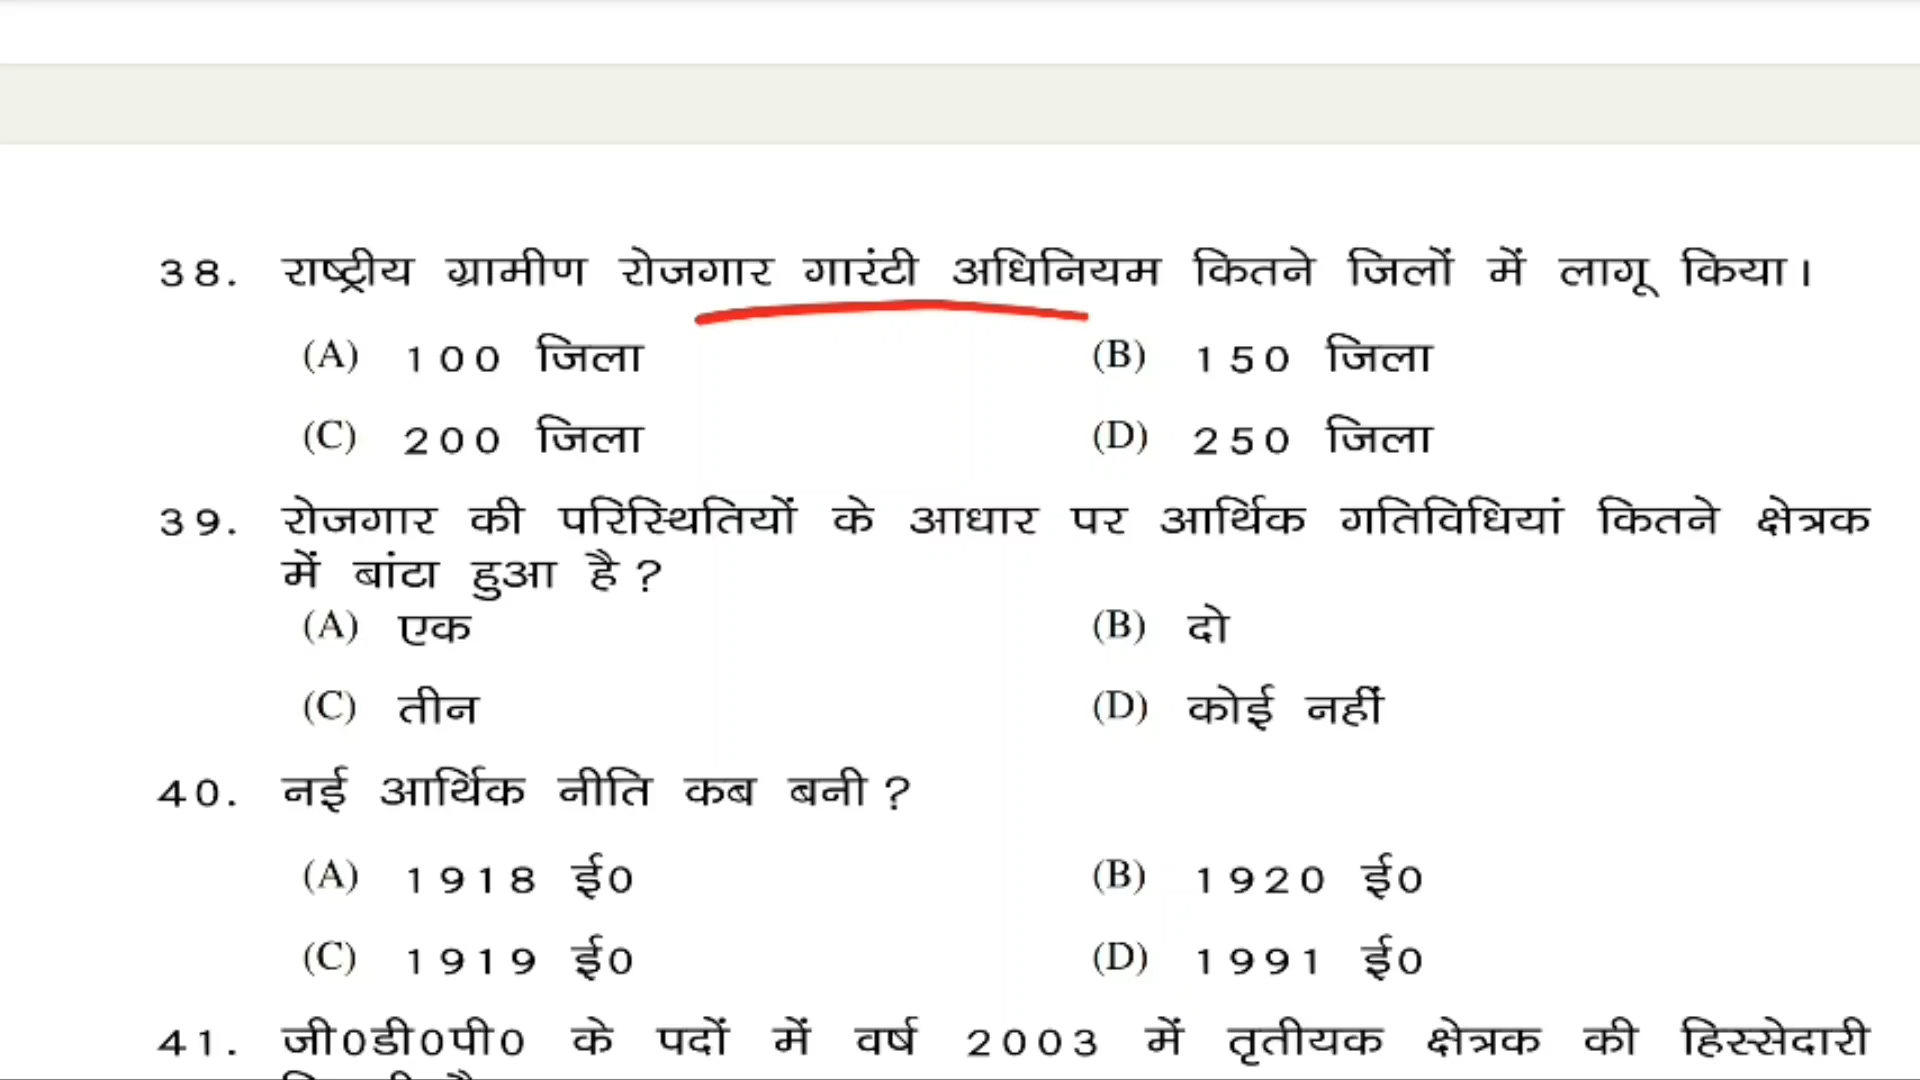 38. राष्ट्रीय ग्रामीण रोजगार गारंटी अधिनियम कितने जिलों में लागू किया।
(A) 100 जिला (B) 150 जिला
(C) 200 जिला (D) 250 जिला
39. रोजगार की परिस्थितियों के आधार पर आर्थिक गतिविधियां कितने क्षेत्रक
में बांटा हुआ है?
(A) एक (B) दो
(C) तीन (D) कोई नहीं
40. नई आर्थिक नीति कब बनी?
(A) 1918 ई0 (B) 1920 ई0
(C) 1919 ई0 (D) 1991 ई0
41. जी0डी0पी0 के पदों में वर्ष 2003 में तृतीयक क्षेत्रक की हिस्सेदारी